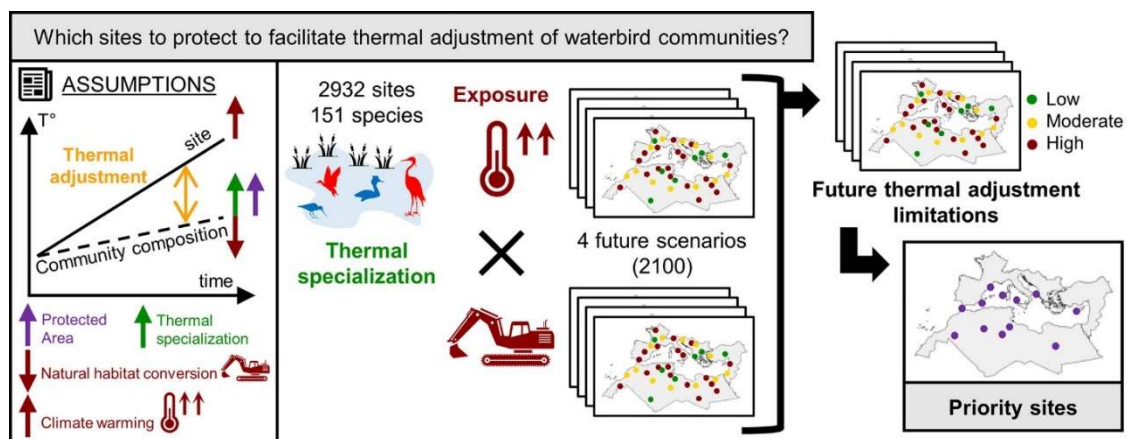 Which sites to protect to facilitate thermal adjustment of waterbird communities?
ASSUMPTIONS
T°
site
Thermal
adjustment
Community composition
time
Protected
Area
Thermal
specialization
Natural habitat conversion
Climate warming
2932 sites
151 species
Thermal
specialization
Exposure
4 future scenarios
(2100)
Low
Moderate
High
Future thermal adjustment
limitations
Priority sites